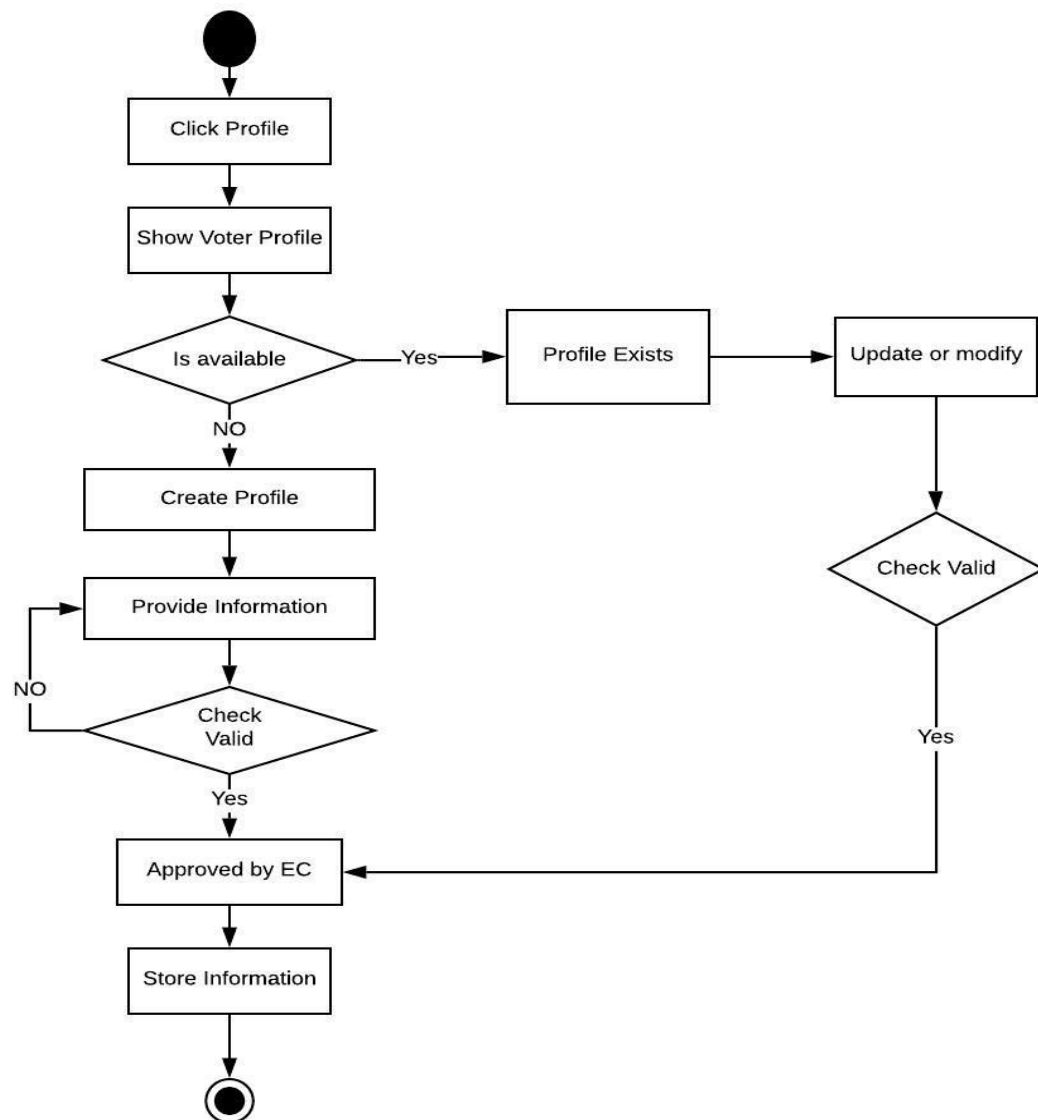 Click Profile
Show Voter Profile
Is available
Yes
Profile Exists
Update or modify
NO
Create Profile
Check Valid
Provide Information
NO
Check
Valid
Yes
Yes
Approved by EC
Store Information